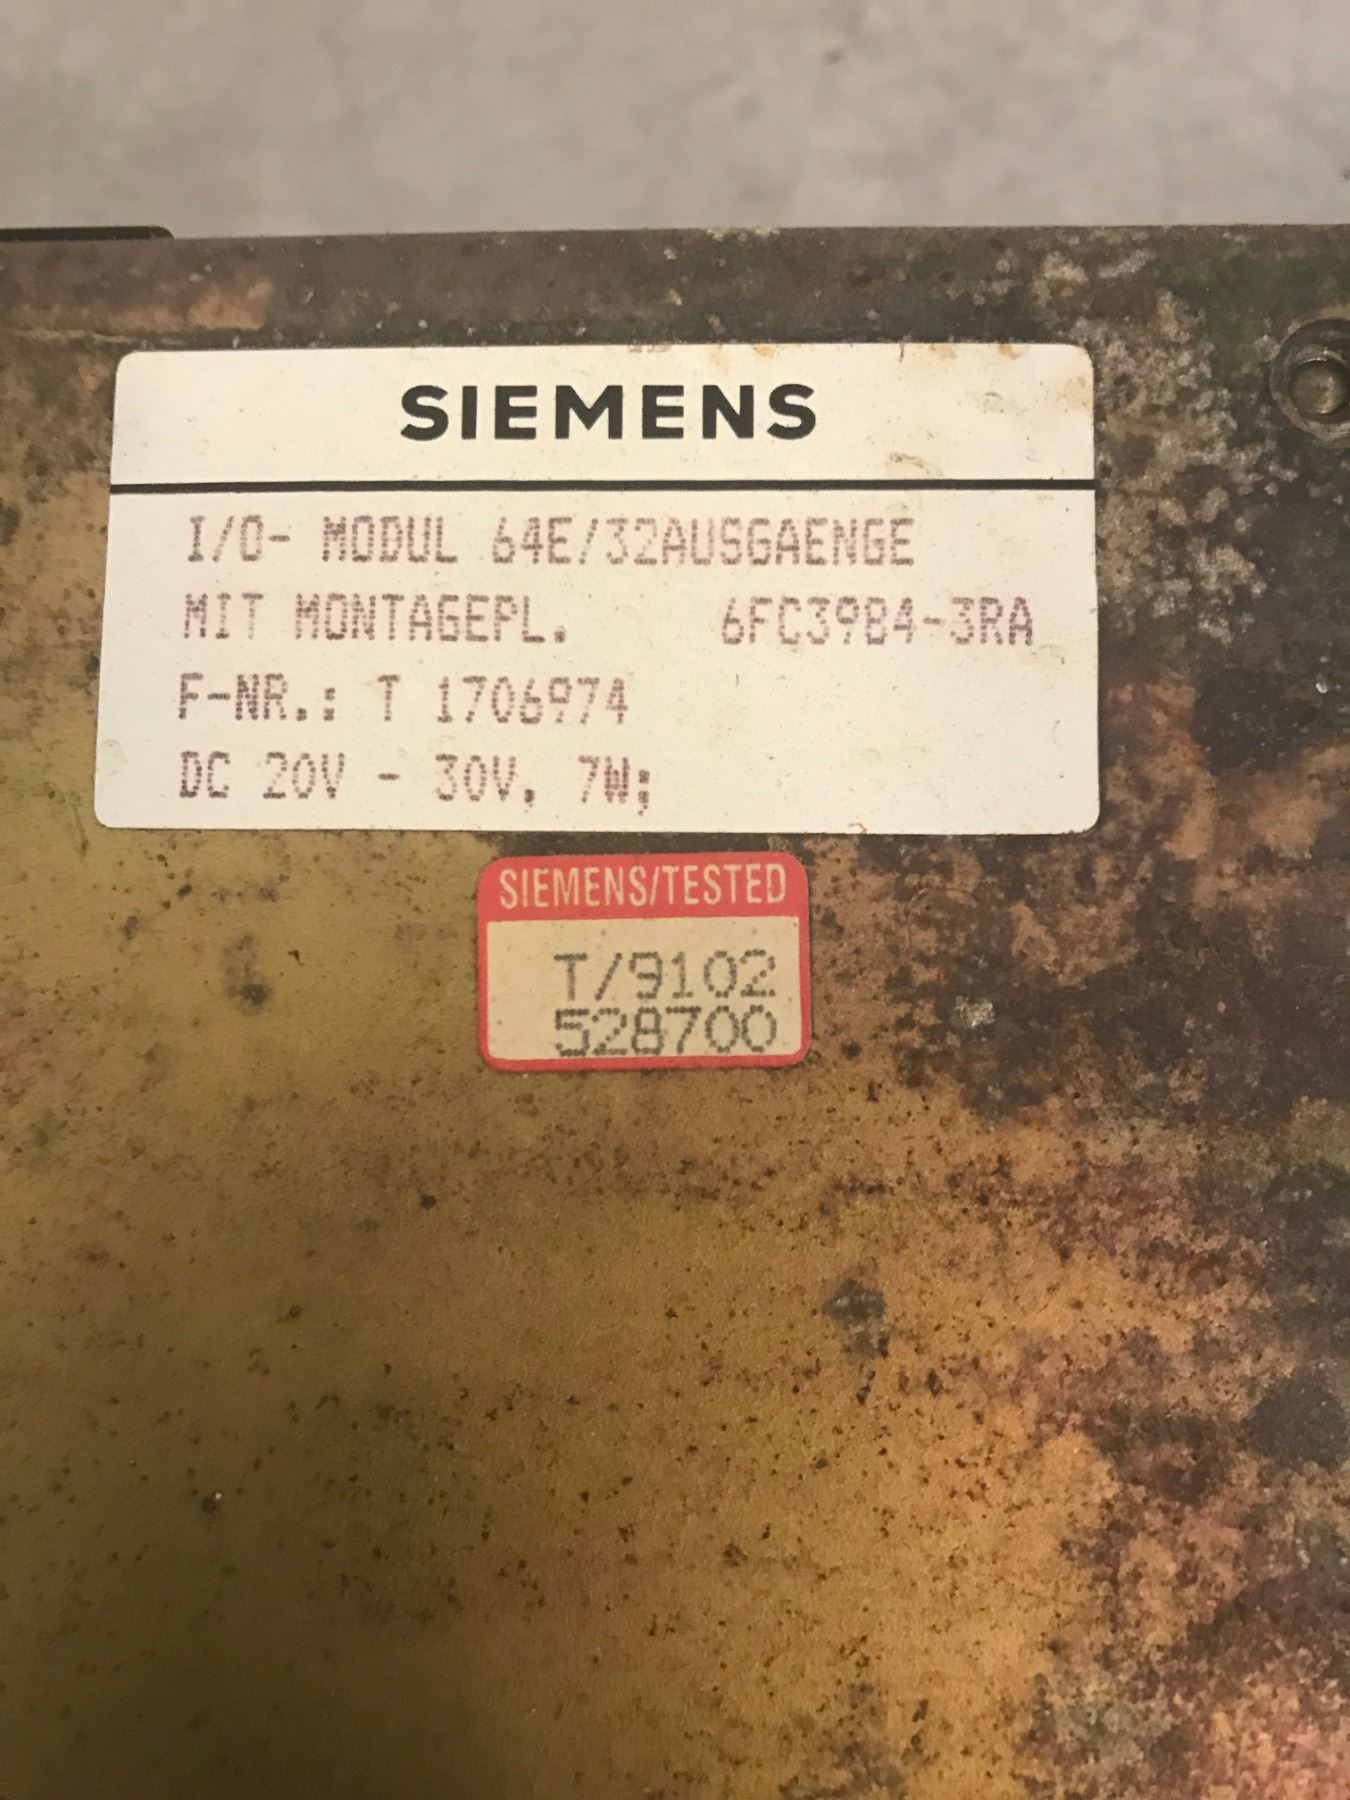 SIEMENS
I/O- MODUL 64E/32AUSGAENGE
MIT MONTAGEPL. 6FC3984-3RA
F-NR.: T 1706974
DC 20V - 30V, 7W;
SIEMENS/TESTED
T/9102
528700